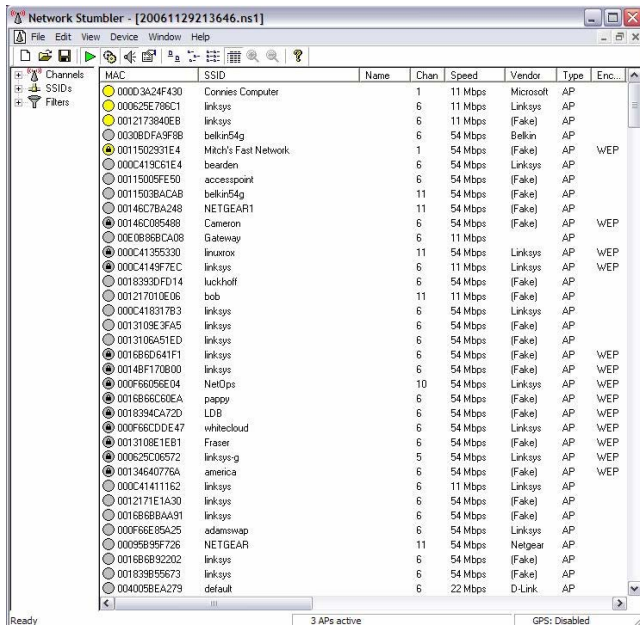 Network Stumbler - [20061129213646.ns1]
File Edit View Device Window Help
Channels
SSIDs
Filters
MAC SSID Name Chan Speed Vendor Type Enc...
000D3A24F430 Connies Computer 1 11 Mbps Microsoft AP
000625E786C1 linksys 6 11 Mbps Linksys AP
0012173840EB linksys 6 11 Mbps (Fake) AP
0030BDFA9F8B belkin54g 6 54 Mbps Belkin AP
0011502931E4 Mitch's Fast Network 1 54 Mbps (Fake) AP WEP
000C419C61E4 bearden 6 54 Mbps Linksys AP
00115005FE50 accesspoint 6 54 Mbps (Fake) AP
0011503BACAB belkin54g 11 54 Mbps (Fake) AP
00146C7BA248 NETGEAR1 11 54 Mbps (Fake) AP
00146C085488 Cameron 6 54 Mbps (Fake) AP WEP
00E0B86BCA08 Gateway 6 11 Mbps AP
000C41355330 linuxrox 11 54 Mbps Linksys AP WEP
000C4149F7EC linksys 6 11 Mbps Linksys AP WEP
0018393DFD14 luckhoff 6 54 Mbps (Fake) AP
001217010E06 bob 11 11 Mbps (Fake) AP
000C418317B3 linksys 6 54 Mbps Linksys AP
0013109E3FA5 linksys 6 54 Mbps (Fake) AP
0013106A51ED linksys 6 54 Mbps (Fake) AP
0016B6D641F1 linksys 6 54 Mbps (Fake) AP WEP
0014BF170B00 linksys 6 54 Mbps (Fake) AP WEP
000F66056E04 NetOps 10 54 Mbps Linksys AP WEP
0016B66C60EA pappy 6 54 Mbps (Fake) AP WEP
0018394CA72D LDB 6 54 Mbps (Fake) AP WEP
000F66CDDE47 whitecloud 6 54 Mbps Linksys AP WEP
0013108E1EB1 Fraser 6 54 Mbps (Fake) AP WEP
000625C06572 linksys-g 5 54 Mbps Linksys AP WEP
00134640776A america 6 54 Mbps (Fake) AP WEP
000C41411162 linksys 6 11 Mbps Linksys AP
0012171E1A30 linksys 6 54 Mbps (Fake) AP
0016B6BBAA91 linksys 6 54 Mbps (Fake) AP
000F66E85A25 adamswap 6 54 Mbps Linksys AP
00095B95F726 NETGEAR 11 54 Mbps Netgear AP
0016B6B92202 linksys 6 54 Mbps (Fake) AP
001839B55673 linksys 6 54 Mbps (Fake) AP
004005BEA279 default 6 22 Mbps D-Link AP
Ready 3 APs active GPS: Disabled